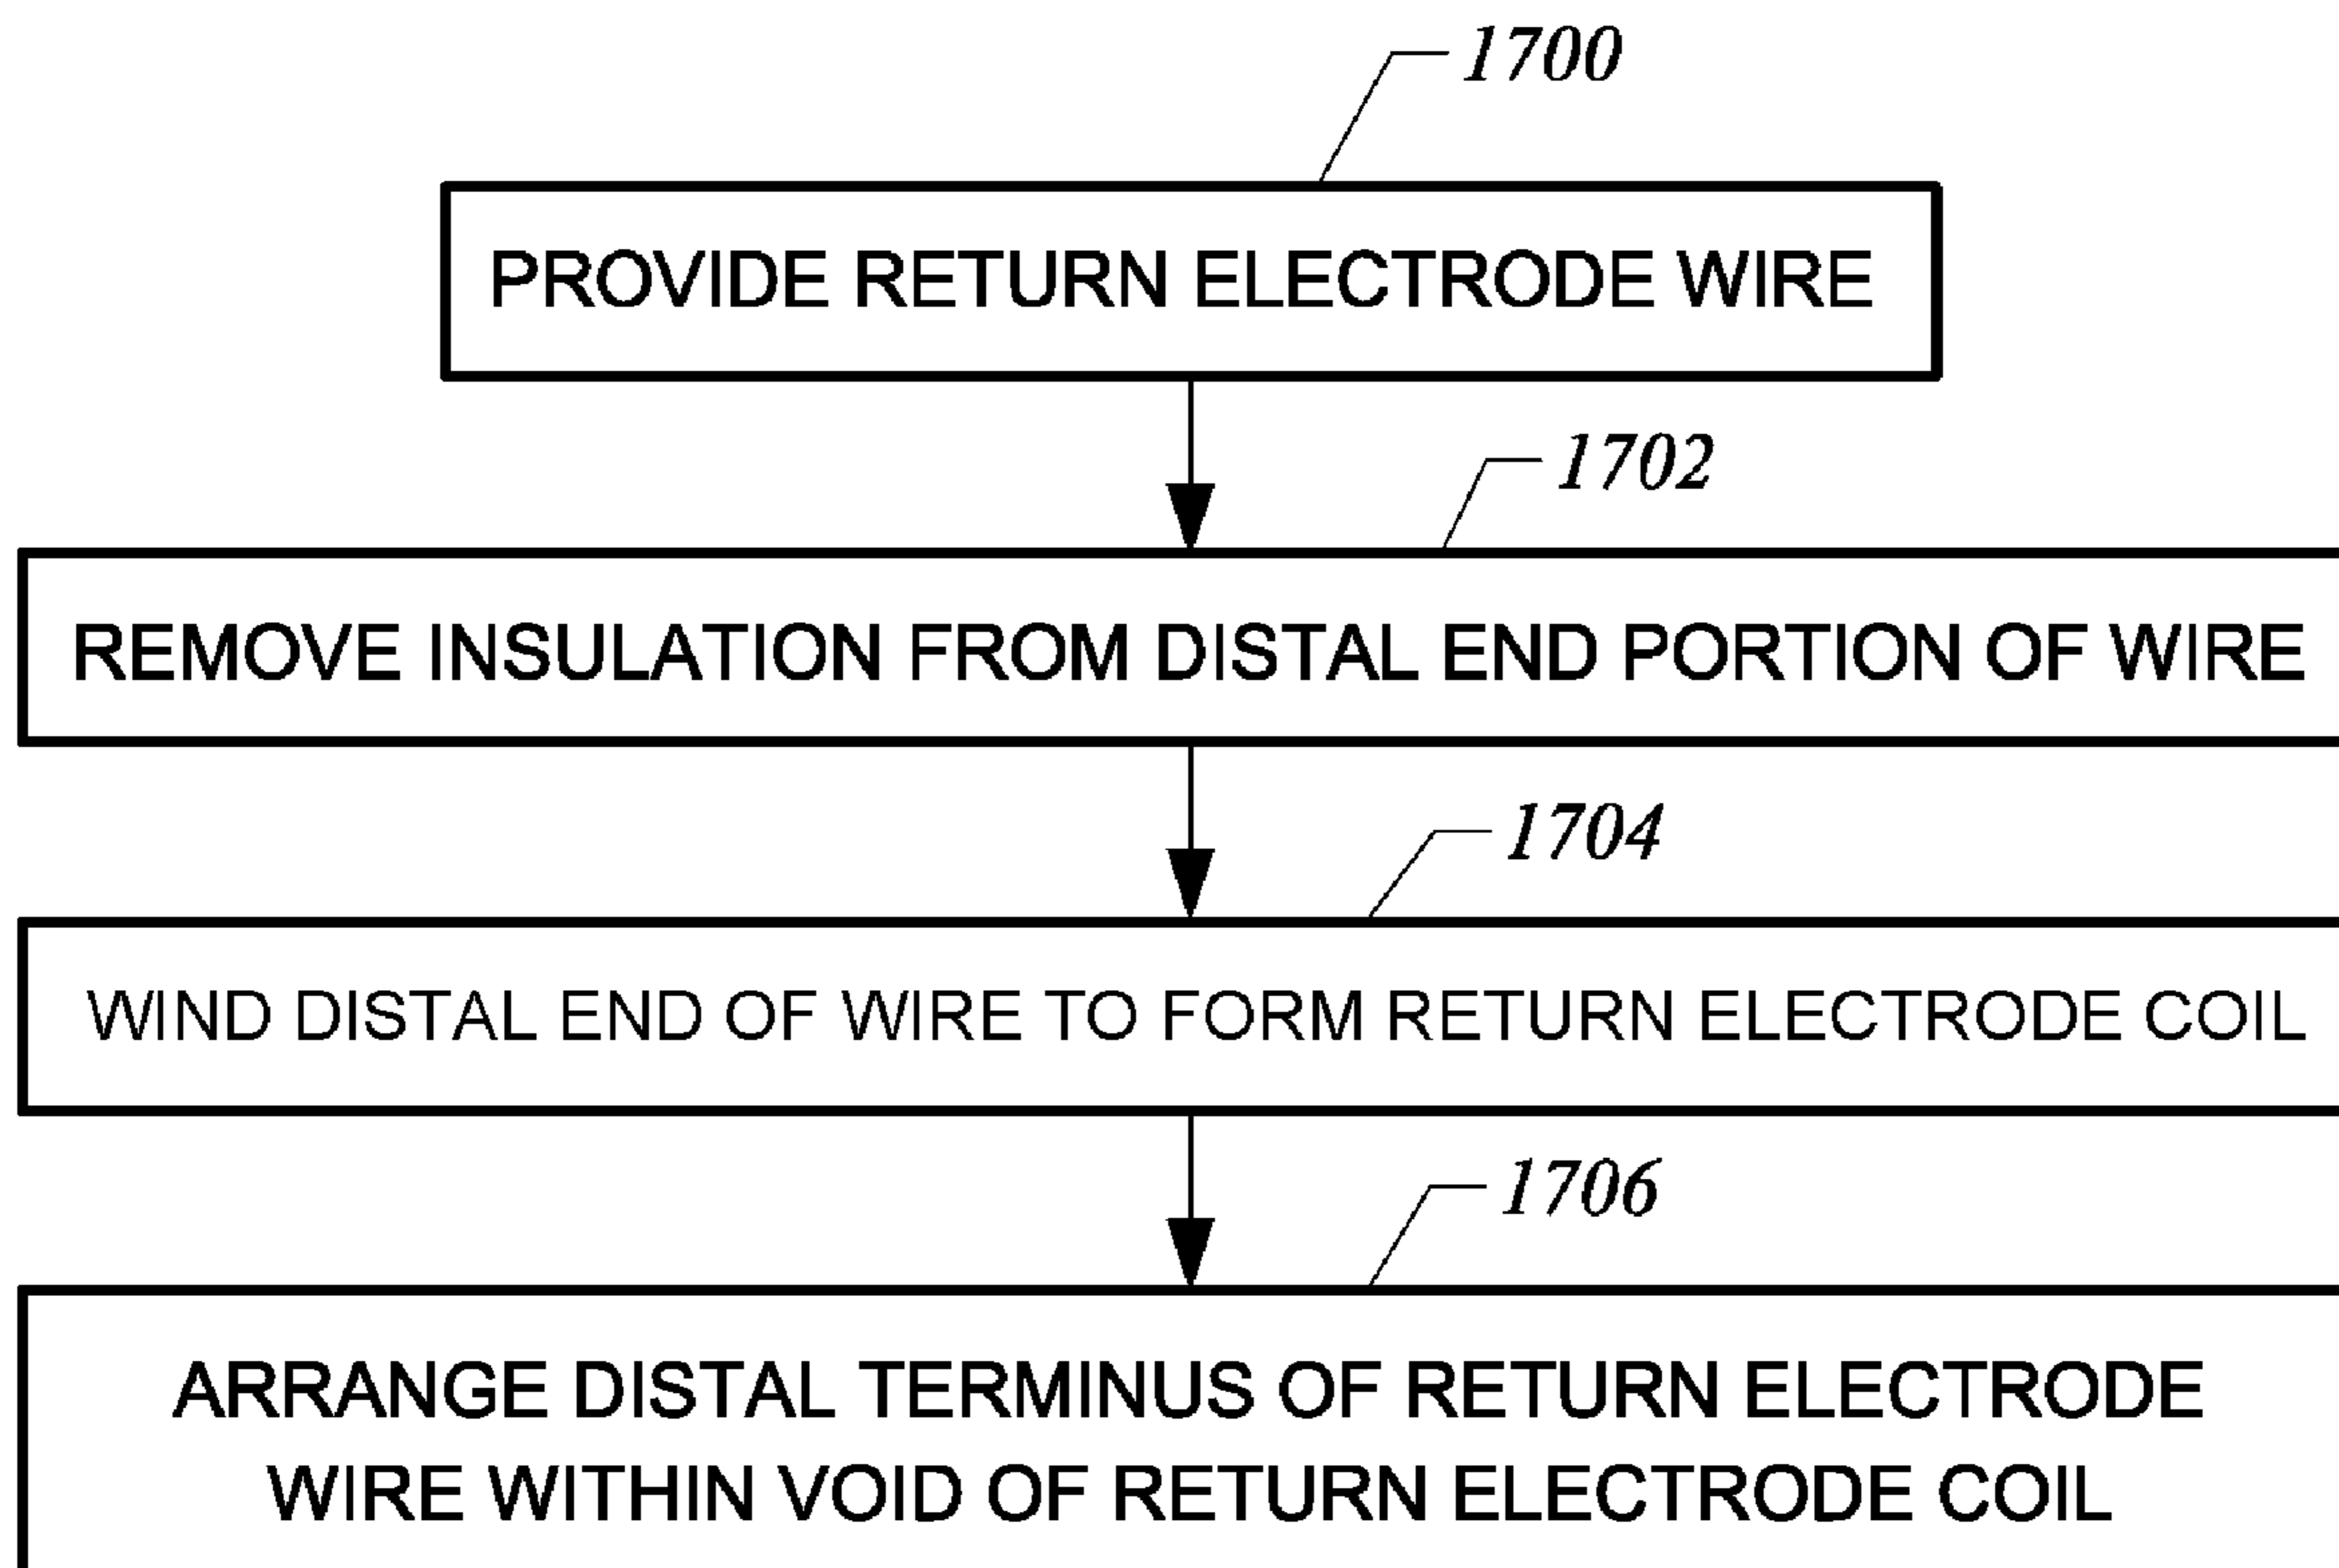 1700
PROVIDE RETURN ELECTRODE WIRE
1702
REMOVE INSULATION FROM DISTAL END PORTION OF WIRE
1704
WIND DISTAL END OF WIRE TO FORM RETURN ELECTRODE COIL
1706
ARRANGE DISTAL TERMINUS OF RETURN ELECTRODE
WIRE WITHIN VOID OF RETURN ELECTRODE COIL